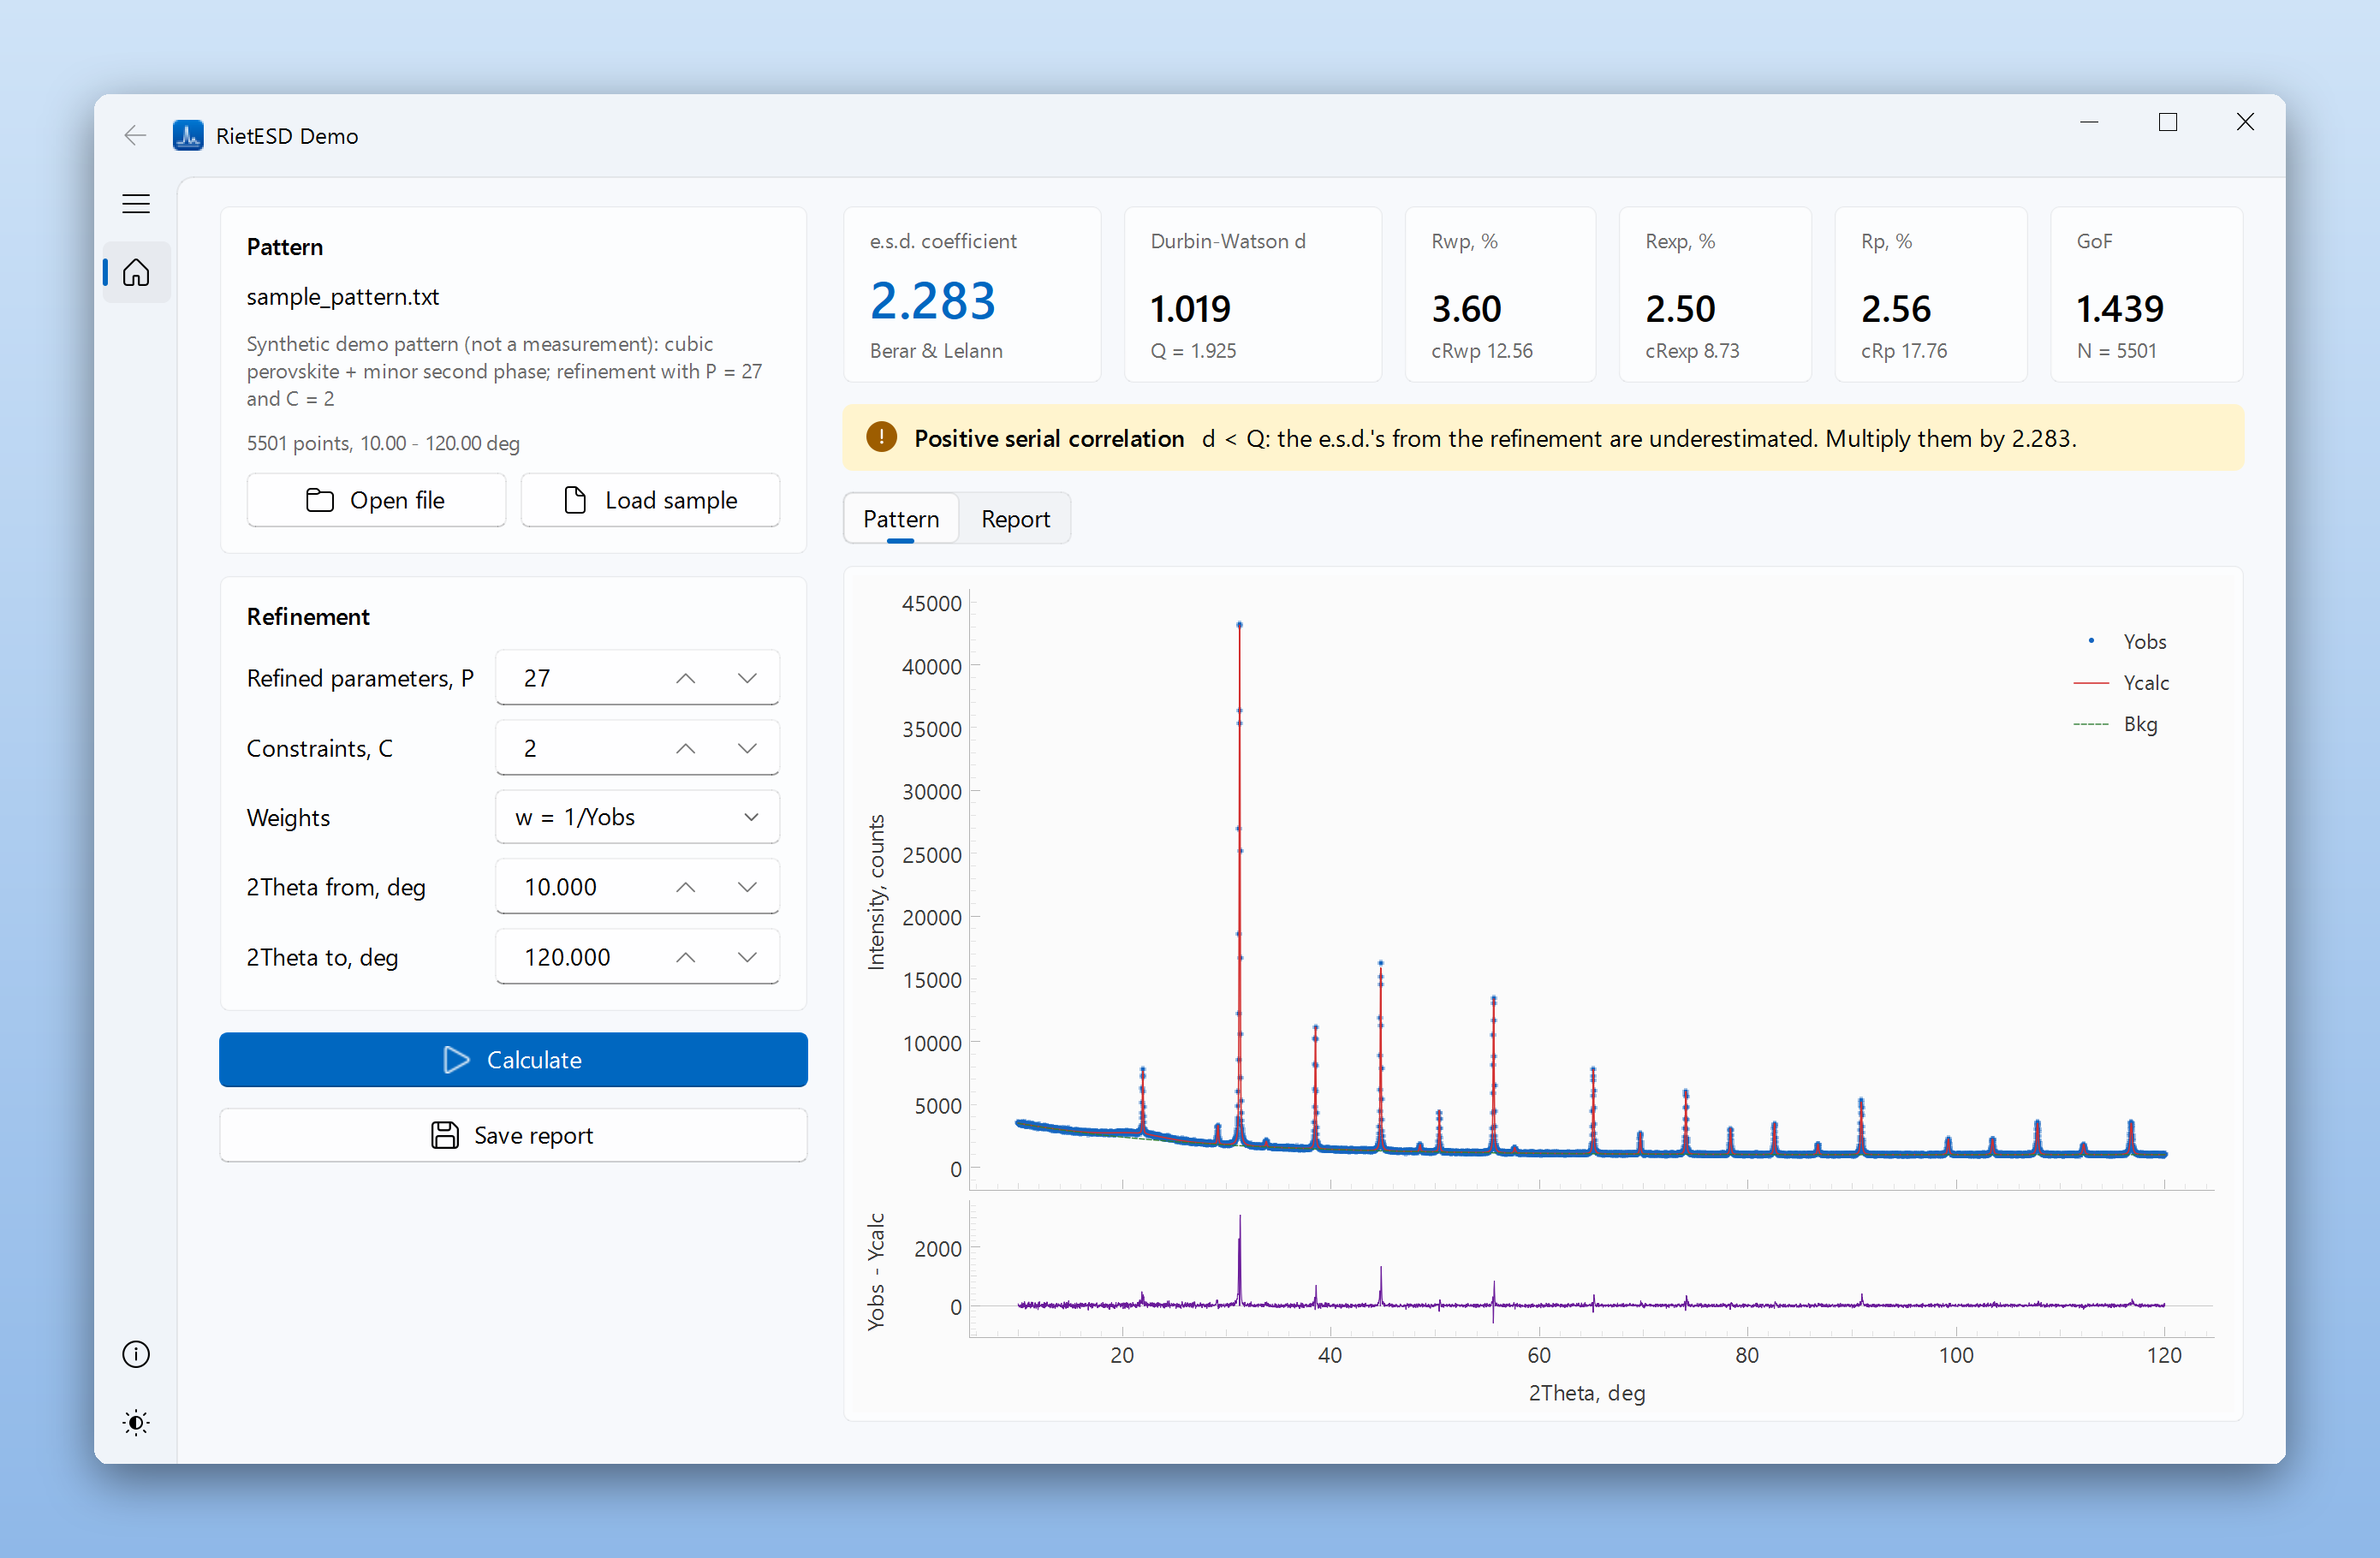 RietESD Demo
Pattern
sample_pattern.txt
Synthetic demo pattern (not a measurement): cubic
perovskite + minor second phase; refinement with P = 27
and C = 2
5501 points, 10.00 - 120.00 deg
Open file
Load sample
Refinement
Refined parameters, P
27
Constraints, C
2
Weights
w = 1/Yobs
2Theta from, deg
10.000
2Theta to, deg
120.000
Calculate
Save report
e.s.d. coefficient
2.283
Berar & Lelann
Durbin-Watson d
1.019
Q = 1.925
Rwp, %
3.60
cRwp 12.56
Rexp, %
2.50
cRexp 8.73
Rp, %
2.56
cRp 17.76
GoF
1.439
N = 5501
Positive serial correlation d < Q: the e.s.d.'s from the refinement are underestimated. Multiply them by 2.283.
Pattern
Report
45000
40000
35000
30000
25000
20000
15000
10000
5000
0
Intensity, counts
Yobs
Ycalc
Bkg
2000
0
Yobs - Ycalc
20
40
60
80
100
120
2Theta, deg